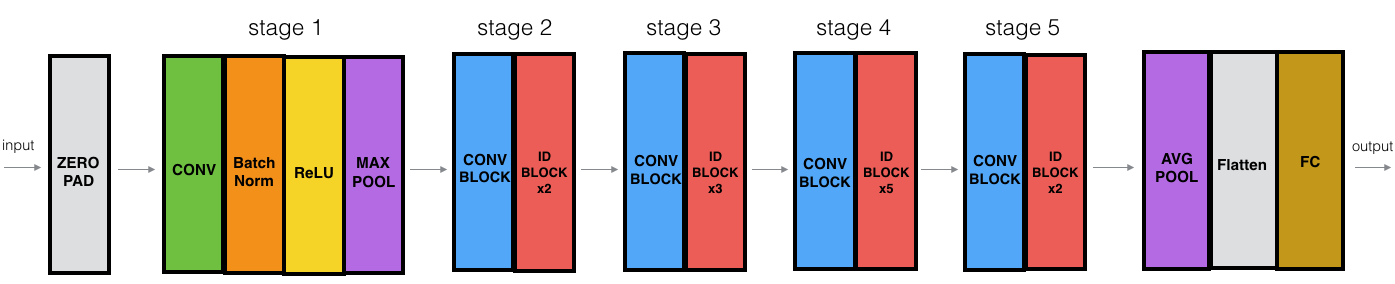 stage 1
stage 2
stage 3
stage 4
stage 5
input
ZERO
PAD
CONV
Batch
Norm
ReLU
MAX
POOL
CONV
BLOCK
ID
BLOCK
x2
CONV
BLOCK
ID
BLOCK
x3
CONV
BLOCK
ID
BLOCK
x5
CONV
BLOCK
ID
BLOCK
x2
AVG
POOL
Flatten
FC
output